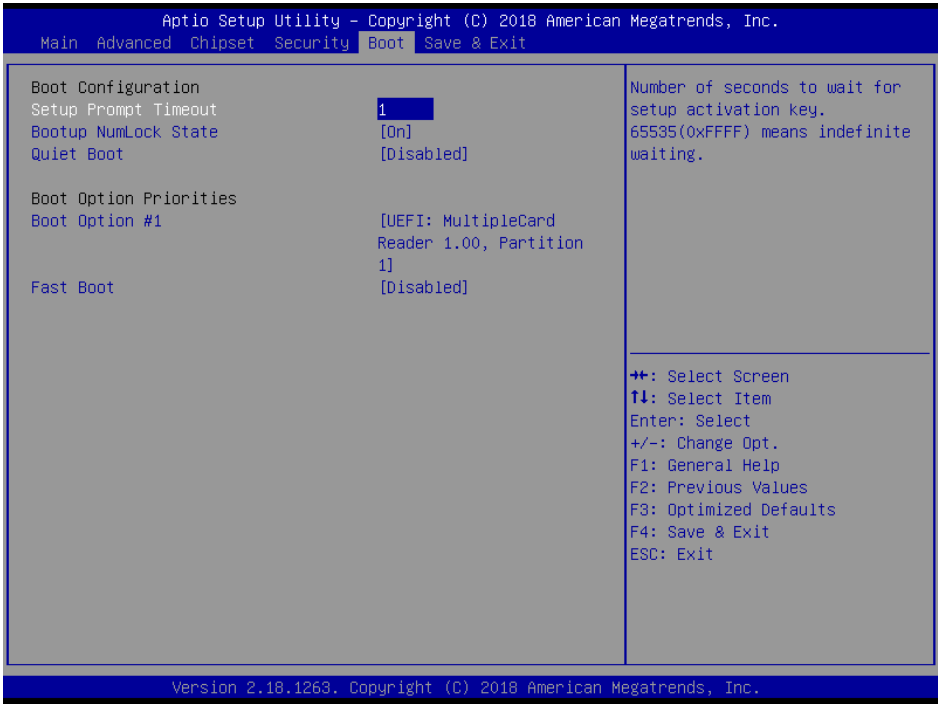 Aptio Setup Utility – Copyright (C) 2018 American Megatrends, Inc.
Main Advanced Chipset Security Boot Save & Exit
Boot Configuration
Setup Prompt Timeout 1
Bootup NumLock State [On]
Quiet Boot [Disabled]
Boot Option Priorities
Boot Option #1 [UEFI: MultipleCard
Reader 1.00, Partition
1]
Fast Boot [Disabled]
Number of seconds to wait for
setup activation key.
65535(0xFFFF) means indefinite
waiting.
→←: Select Screen
↑↓: Select Item
Enter: Select
+/-: Change Opt.
F1: General Help
F2: Previous Values
F3: Optimized Defaults
F4: Save & Exit
ESC: Exit
Version 2.18.1263. Copyright (C) 2018 American Megatrends, Inc.